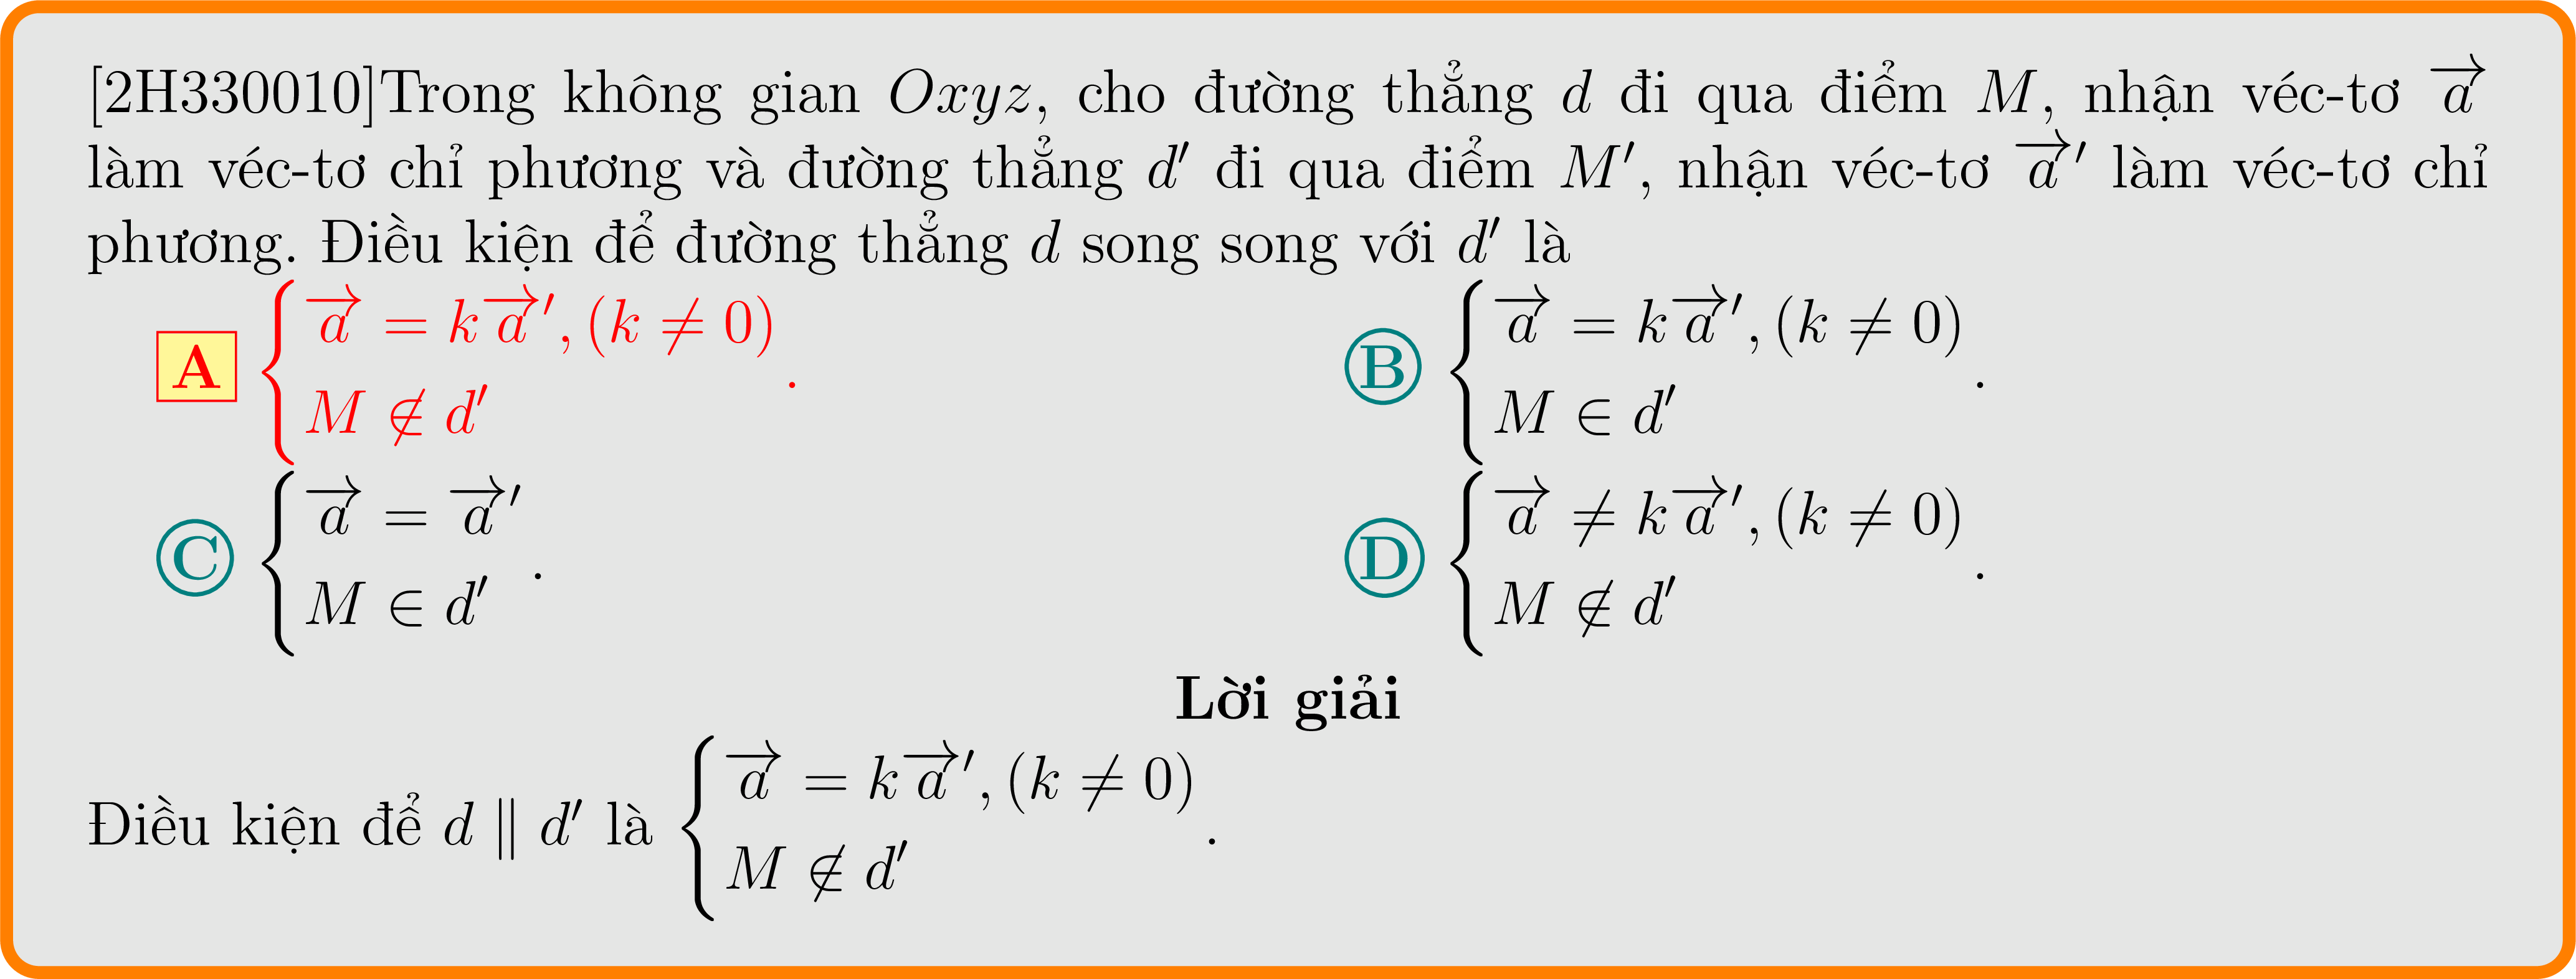 [2H330010]Trong không gian $Oxyz$, cho đường thẳng $d$ đi qua điểm $M$, nhận véc-tơ $\overrightarrow{a}$
làm véc-tơ chỉ phương và đường thẳng $d'$ đi qua điểm $M'$, nhận véc-tơ $\overrightarrow{a}'$ làm véc-tơ chỉ
phương. Điều kiện để đường thẳng $d$ song song với $d'$ là
A $\begin{cases}\overrightarrow{a} = k\overrightarrow{a}', (k \neq 0)\\ M \notin d'\end{cases}$.
B $\begin{cases}\overrightarrow{a} = k\overrightarrow{a}', (k \neq 0)\\ M \in d'\end{cases}$.
C $\begin{cases}\overrightarrow{a} = \overrightarrow{a}'\\ M \in d'\end{cases}$.
D $\begin{cases}\overrightarrow{a} \neq k\overrightarrow{a}', (k \neq 0)\\ M \notin d'\end{cases}$.
Lời giải
Điều kiện để $d \parallel d'$ là $\begin{cases}\overrightarrow{a} = k\overrightarrow{a}', (k \neq 0)\\ M \notin d'\end{cases}$.